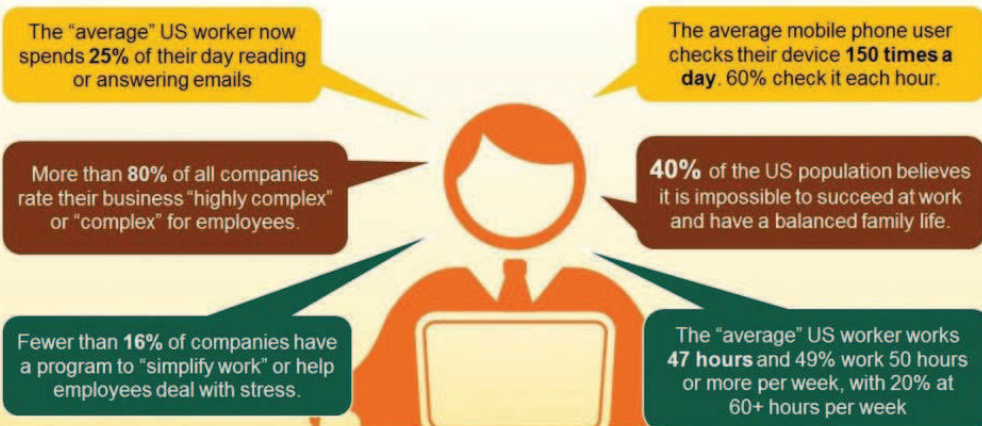 The “average” US worker now
spends 25% of their day reading
or answering emails
The average mobile phone user
checks their device 150 times a
day. 60% check it each hour.
More than 80% of all companies
rate their business “highly complex”
or “complex” for employees.
40% of the US population believes
it is impossible to succeed at work
and have a balanced family life.
Fewer than 16% of companies have
a program to “simplify work” or help
employees deal with stress.
The “average” US worker works
47 hours and 49% work 50 hours
or more per week, with 20% at
60+ hours per week